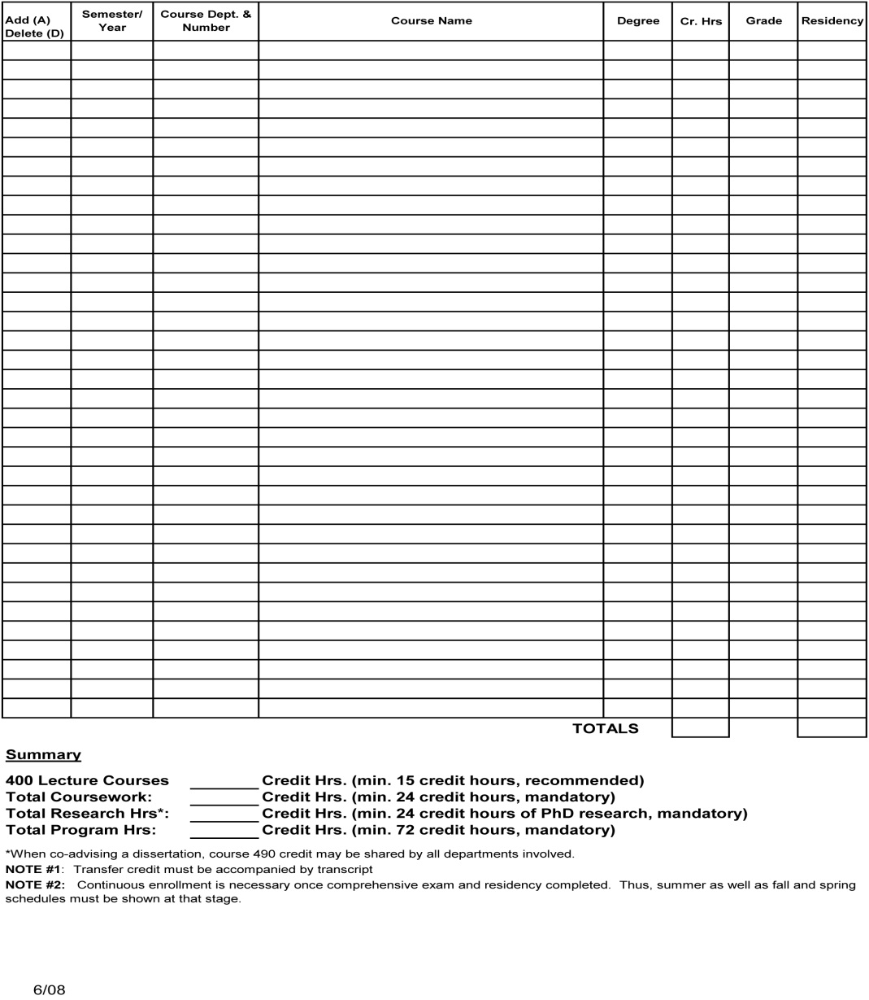 Add (A) Delete (D) Semester/ Year Course Dept. & Number Course Name Degree Cr. Hrs Grade Residency
TOTALS
Summary
400 Lecture Courses ________ Credit Hrs. (min. 15 credit hours, recommended)
Total Coursework: ________ Credit Hrs. (min. 24 credit hours, mandatory)
Total Research Hrs*: ________ Credit Hrs. (min. 24 credit hours of PhD research, mandatory)
Total Program Hrs: ________ Credit Hrs. (min. 72 credit hours, mandatory)
*When co-advising a dissertation, course 490 credit may be shared by all departments involved.
NOTE #1: Transfer credit must be accompanied by transcript
NOTE #2: Continuous enrollment is necessary once comprehensive exam and residency completed. Thus, summer as well as fall and spring
schedules must be shown at that stage.
6/08